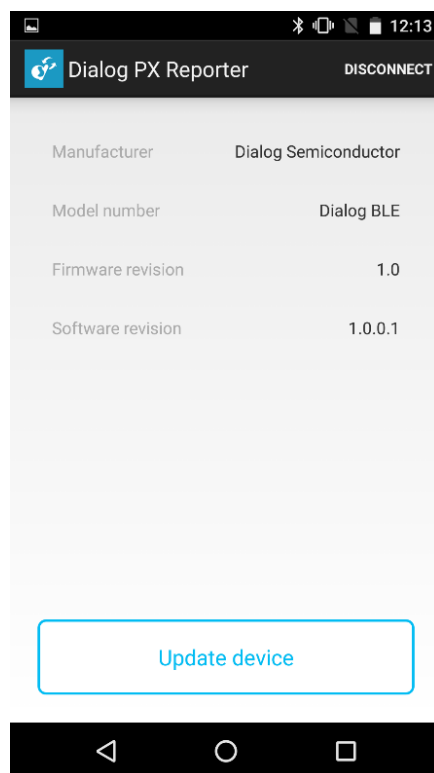 12:13
Dialog PX Reporter DISCONNECT
Manufacturer Dialog Semiconductor
Model number Dialog BLE
Firmware revision 1.0
Software revision 1.0.0.1
Update device